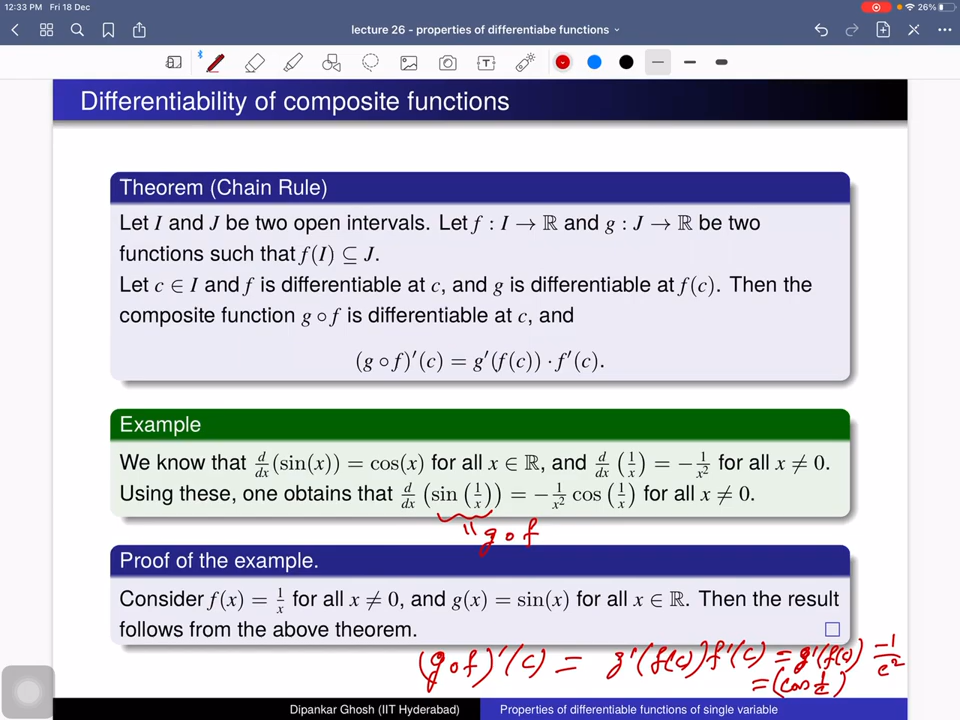 12:33 PM Fri 18 Dec
26%
lecture 26 - properties of differentiabe functions
Differentiability of composite functions
Theorem (Chain Rule)
Let I and J be two open intervals. Let f : I → ℝ and g : J → ℝ be two
functions such that f(I) ⊆ J.
Let c ∈ I and f is differentiable at c, and g is differentiable at f(c). Then the
composite function g ∘ f is differentiable at c, and
(g ∘ f)′(c) = g′(f(c)) · f′(c).
Example
We know that d/dx (sin(x)) = cos(x) for all x ∈ ℝ, and d/dx (1/x) = −1/x² for all x ≠ 0.
Using these, one obtains that d/dx (sin (1/x)) = −1/x² cos (1/x) for all x ≠ 0.
" g ∘ f
Proof of the example.
Consider f(x) = 1/x for all x ≠ 0, and g(x) = sin(x) for all x ∈ ℝ. Then the result
follows from the above theorem. □
(g∘f)′(c) = g′(f(c)) f′(c) = g′(f(c)) −1/c²
= (cos 1/c)
Dipankar Ghosh (IIT Hyderabad) Properties of differentiable functions of single variable